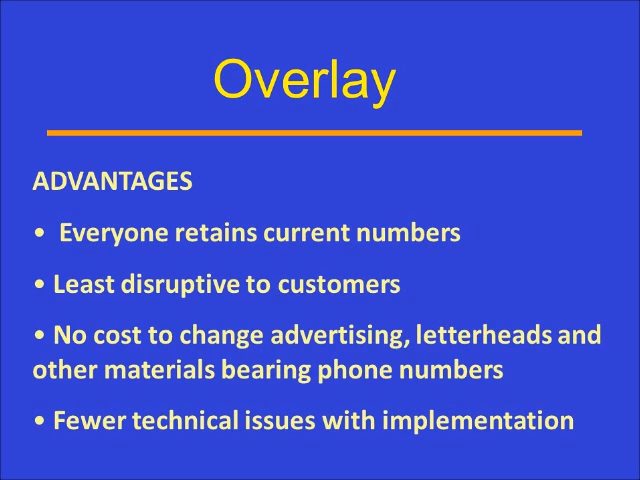 Overlay
ADVANTAGES
• Everyone retains current numbers
• Least disruptive to customers
• No cost to change advertising, letterheads and
other materials bearing phone numbers
• Fewer technical issues with implementation